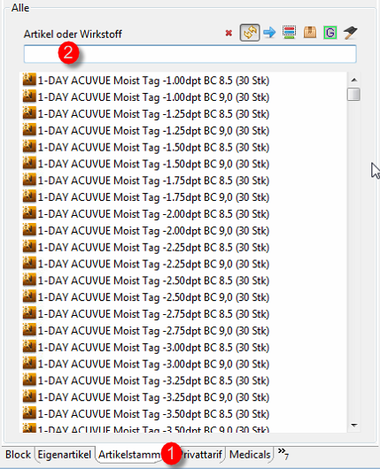 Alle
Artikel oder Wirkstoff
G
2
1-DAY ACUVUE Moist Tag -1.00dpt BC 8.5 (30 Stk)
1-DAY ACUVUE Moist Tag -1.00dpt BC 9,0 (30 Stk)
1-DAY ACUVUE Moist Tag -1.25dpt BC 8.5 (30 Stk)
1-DAY ACUVUE Moist Tag -1.25dpt BC 9,0 (30 Stk)
1-DAY ACUVUE Moist Tag -1.50dpt BC 8.5 (30 Stk)
1-DAY ACUVUE Moist Tag -1.50dpt BC 9,0 (30 Stk)
1-DAY ACUVUE Moist Tag -1.75dpt BC 8.5 (30 Stk)
1-DAY ACUVUE Moist Tag -1.75dpt BC 9,0 (30 Stk)
1-DAY ACUVUE Moist Tag -2.00dpt BC 8.5 (30 Stk)
1-DAY ACUVUE Moist Tag -2.00dpt BC 9,0 (30 Stk)
1-DAY ACUVUE Moist Tag -2.25dpt BC 8.5 (30 Stk)
1-DAY ACUVUE Moist Tag -2.25dpt BC 9,0 (30 Stk)
1-DAY ACUVUE Moist Tag -2.50dpt BC 8.5 (30 Stk)
1-DAY ACUVUE Moist Tag -2.50dpt BC 9,0 (30 Stk)
1-DAY ACUVUE Moist Tag -2.75dpt BC 8.5 (30 Stk)
1-DAY ACUVUE Moist Tag -2.75dpt BC 9,0 (30 Stk)
1-DAY ACUVUE Moist Tag -3.00dpt BC 8.5 (30 Stk)
1-DAY ACUVUE Moist Tag -3.00dpt BC 9,0 (30 Stk)
1-DAY ACUVUE Moist Tag -3.25dpt BC 8.5 (30 Stk)
1-DAY ACUVUE Moist Tag -3.25dpt BC 9,0 (30 Stk)
1-DAY ACUVUE Moist Tag -3.50dpt BC 8.5 (30 Stk)
Block Eigenartikel Artikelstamm 1 Privattarif Medicals »7